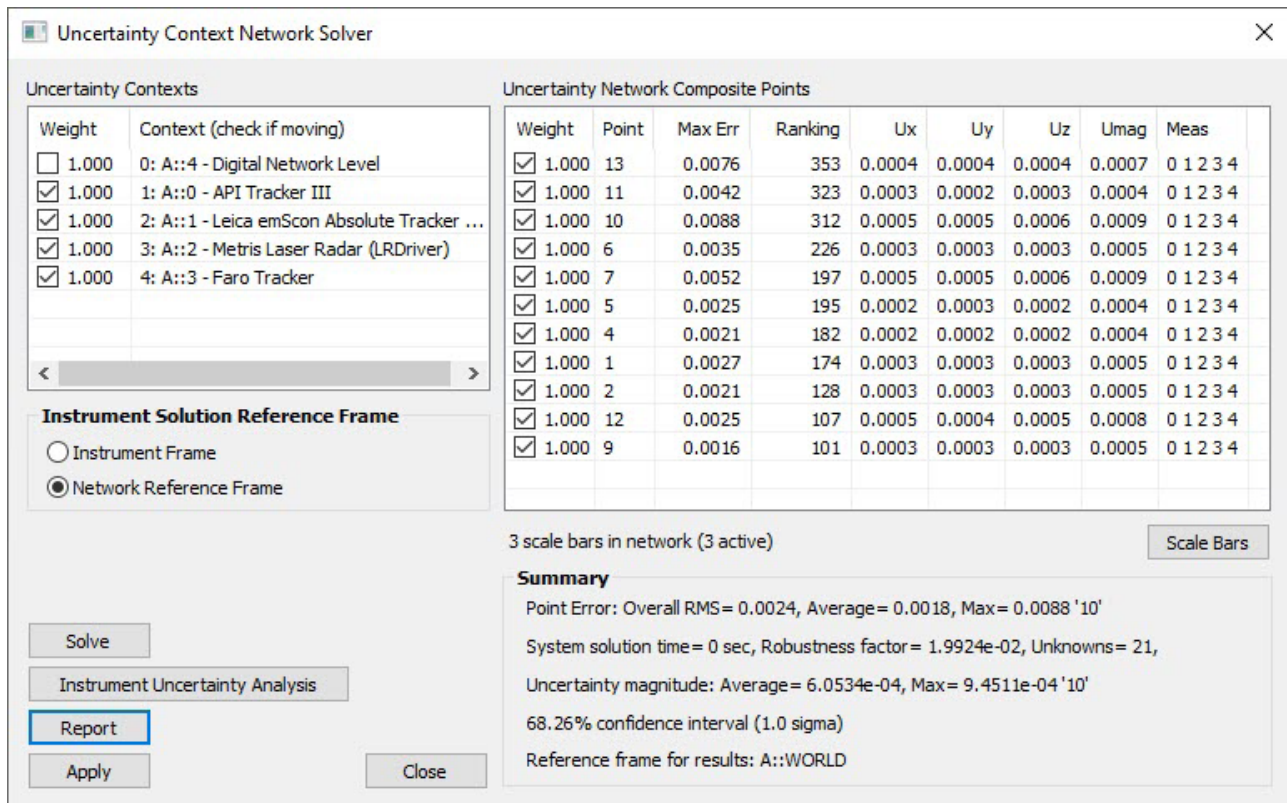 Uncertainty Context Network Solver
Uncertainty Contexts
Weight Context (check if moving)
1.000 0: A::4 - Digital Network Level
1.000 1: A::0 - API Tracker III
1.000 2: A::1 - Leica emScon Absolute Tracker ...
1.000 3: A::2 - Metris Laser Radar (LRDriver)
1.000 4: A::3 - Faro Tracker
Instrument Solution Reference Frame
Instrument Frame
Network Reference Frame
Solve
Instrument Uncertainty Analysis
Report
Apply
Close
Uncertainty Network Composite Points
Weight Point Max Err Ranking Ux Uy Uz Umag Meas
1.000 13 0.0076 353 0.0004 0.0004 0.0004 0.0007 0 1 2 3 4
1.000 11 0.0042 323 0.0003 0.0002 0.0003 0.0004 0 1 2 3 4
1.000 10 0.0088 312 0.0005 0.0005 0.0006 0.0009 0 1 2 3 4
1.000 6 0.0035 226 0.0003 0.0003 0.0003 0.0005 0 1 2 3 4
1.000 7 0.0052 197 0.0005 0.0005 0.0006 0.0009 0 1 2 3 4
1.000 5 0.0025 195 0.0002 0.0003 0.0002 0.0004 0 1 2 3 4
1.000 4 0.0021 182 0.0002 0.0002 0.0002 0.0004 0 1 2 3 4
1.000 1 0.0027 174 0.0003 0.0003 0.0003 0.0005 0 1 2 3 4
1.000 2 0.0021 128 0.0003 0.0003 0.0003 0.0005 0 1 2 3 4
1.000 12 0.0025 107 0.0005 0.0004 0.0005 0.0008 0 1 2 3 4
1.000 9 0.0016 101 0.0003 0.0003 0.0003 0.0005 0 1 2 3 4
3 scale bars in network (3 active)
Scale Bars
Summary
Point Error: Overall RMS= 0.0024, Average= 0.0018, Max= 0.0088 '10'
System solution time= 0 sec, Robustness factor= 1.9924e-02, Unknowns= 21,
Uncertainty magnitude: Average= 6.0534e-04, Max= 9.4511e-04 '10'
68.26% confidence interval (1.0 sigma)
Reference frame for results: A::WORLD